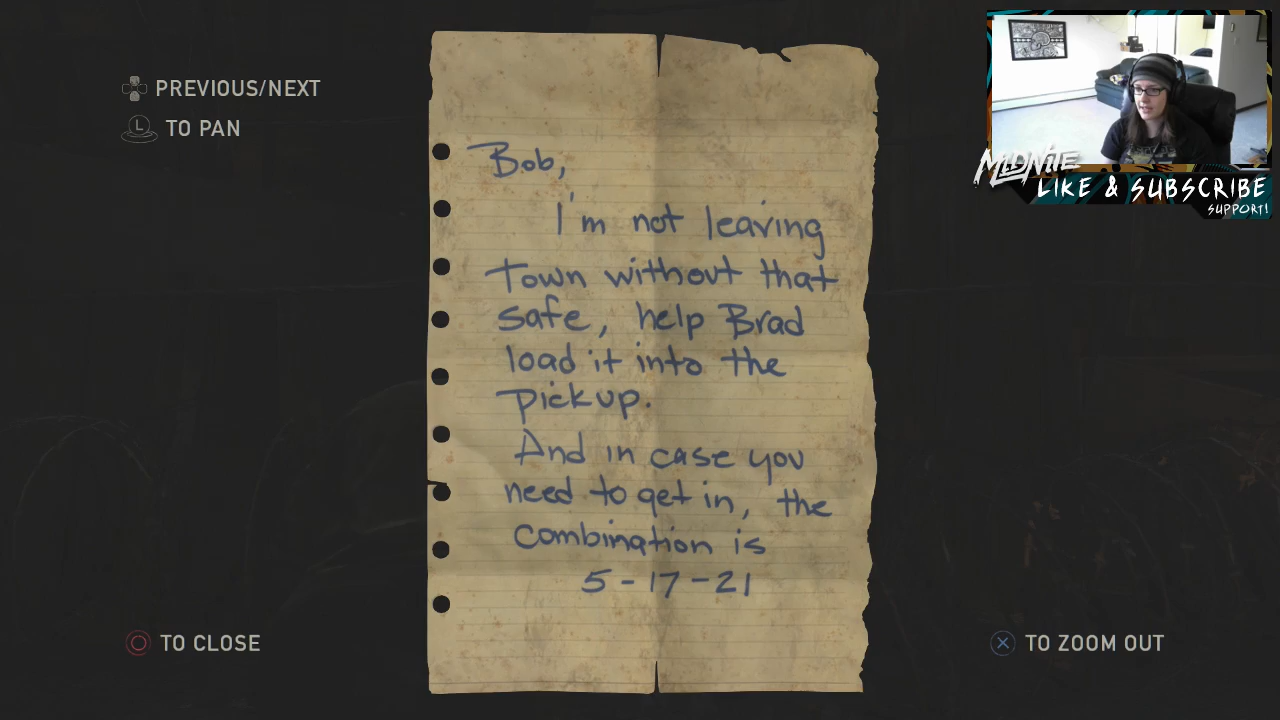 PREVIOUS/NEXT
L TO PAN
Bob,
I'm not leaving
town without that
safe, help Brad
load it into the
pickup.
And in case you
need to get in, the
combination is
5-17-21
TO CLOSE
TO ZOOM OUT
MIDNITE
LIKE & SUBSCRIBE
SUPPORT!